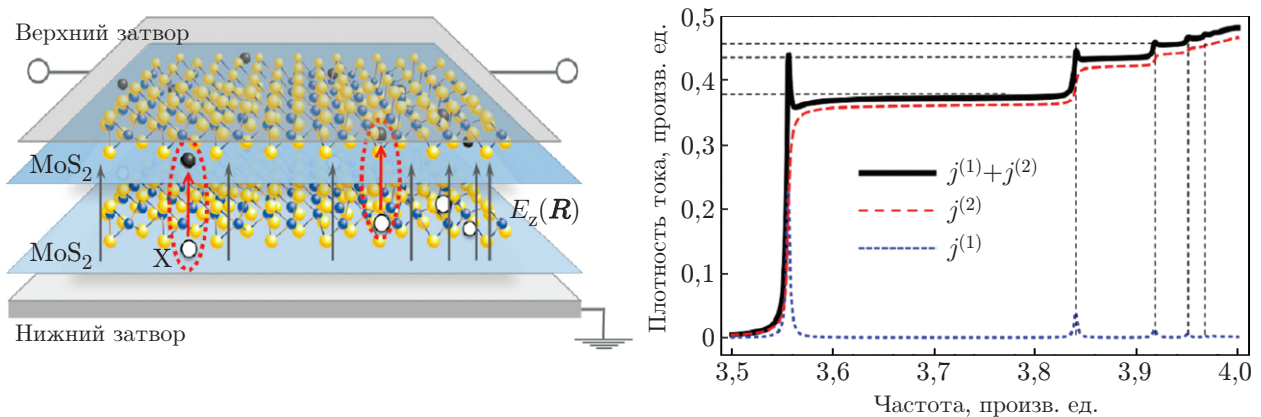 Верхний затвор
MoS₂
MoS₂
X
E_z(R)
Нижний затвор
Плотность тока, произв. ед.
0,5
0,4
0,3
0,2
0,1
0
j⁽¹⁾+j⁽²⁾
j⁽²⁾
j⁽¹⁾
3,5 3,6 3,7 3,8 3,9 4,0
Частота, произв. ед.